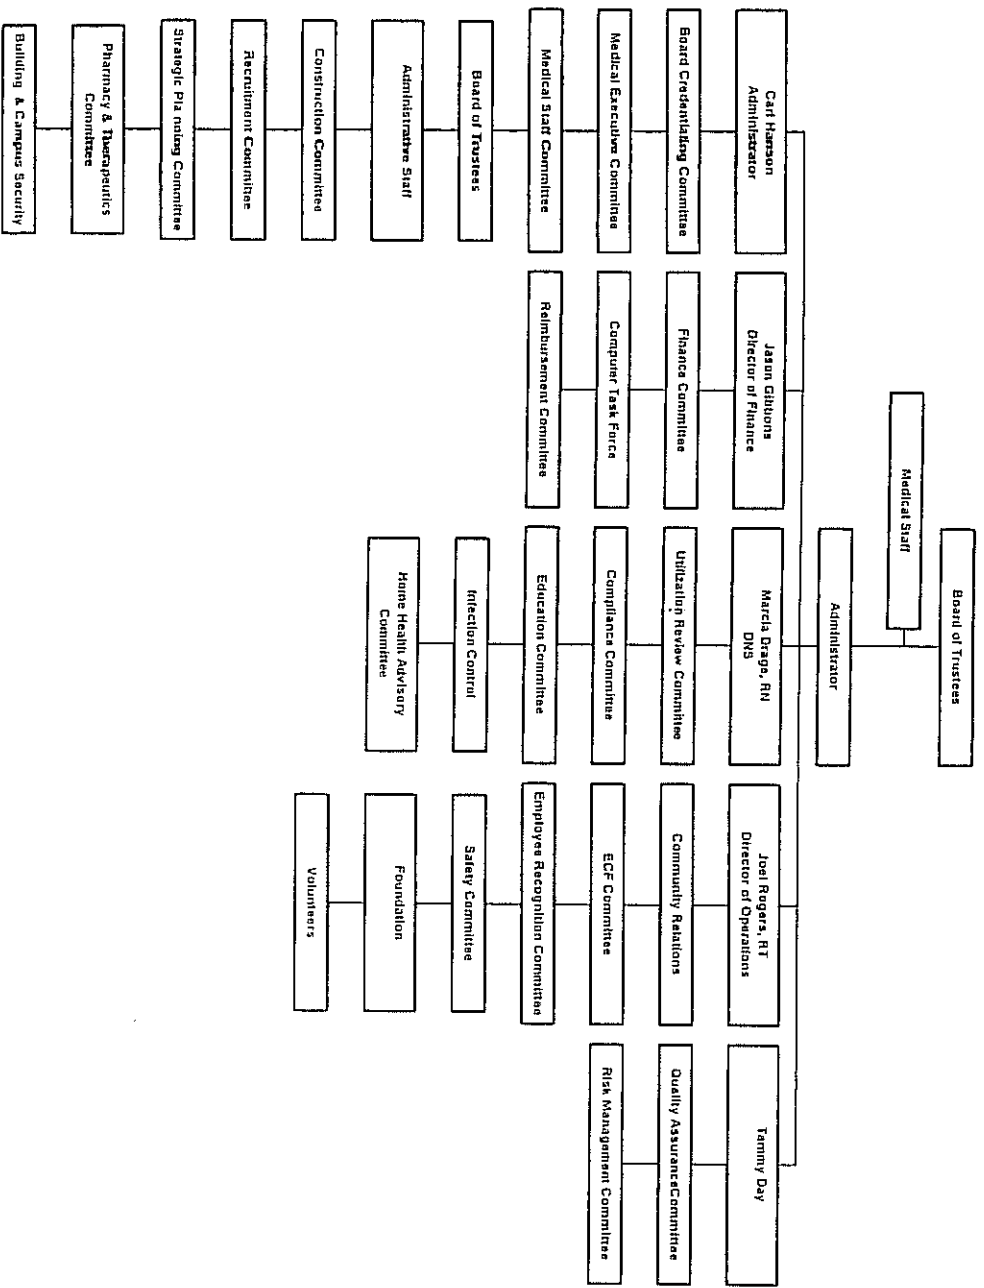 Board of Trustees
Medical Staff
Administrator
Carl Hanson
Administrator
Board Credentialing Committee
Medical Executive Committee
Medical Staff Committee
Board of Trustees
Administrative Staff
Construction Committee
Recruitment Committee
Strategic Planning Committee
Pharmacy & Therapeutics
Committee
Building & Campus Security
Jason Gibbons
Director of Finance
Finance Committee
Computer Task Force
Reimbursement Committee
Marcia Drage, RN
DNS
Utilization Review Committee
Compliance Committee
Education Committee
Infection Control
Home Health Advisory
Committee
Joel Rogers, RT
Director of Operations
Community Relations
ECF Committee
Employee Recognition Committee
Safety Committee
Foundation
Volunteers
Tammy Day
Quality AssuranceCommittee
Risk Management Committee